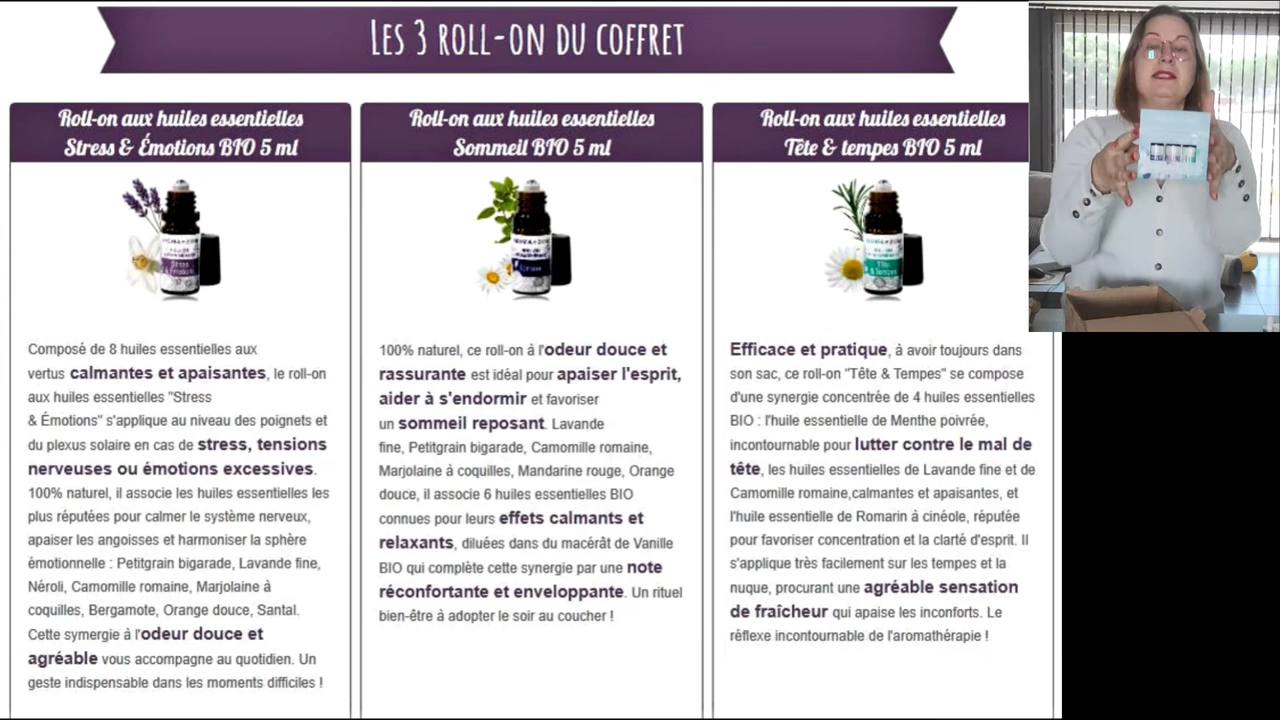 Les 3 roll-on du coffret
Roll-on aux huiles essentielles
Stress & Émotions BIO 5 ml
Composé de 8 huiles essentielles aux
vertus calmantes et apaisantes, le roll-on
aux huiles essentielles "Stress
& Émotions" s'applique au niveau des poignets et
du plexus solaire en cas de stress, tensions
nerveuses ou émotions excessives.
100% naturel, il associe les huiles essentielles les
plus réputées pour calmer le système nerveux,
apaiser les angoisses et harmoniser la sphère
émotionnelle : Petitgrain bigarade, Lavande fine,
Néroli, Camomille romaine, Marjolaine à
coquilles, Bergamote, Orange douce, Santal.
Cette synergie à l'odeur douce et
agréable vous accompagne au quotidien. Un
geste indispensable dans les moments difficiles !
Roll-on aux huiles essentielles
Sommeil BIO 5 ml
100% naturel, ce roll-on à l'odeur douce et
rassurante est idéal pour apaiser l'esprit,
aider à s'endormir et favoriser
un sommeil reposant. Lavande
fine, Petitgrain bigarade, Camomille romaine,
Marjolaine à coquilles, Mandarine rouge, Orange
douce, il associe 6 huiles essentielles BIO
connues pour leurs effets calmants et
relaxants, diluées dans du macérât de Vanille
BIO qui complète cette synergie par une note
réconfortante et enveloppante. Un rituel
bien-être à adopter le soir au coucher !
Roll-on aux huiles essentielles
Tête & tempes BIO 5 ml
Efficace et pratique, à avoir toujours dans
son sac, ce roll-on "Tête & Tempes" se compose
d'une synergie concentrée de 4 huiles essentielles
BIO : l'huile essentielle de Menthe poivrée,
incontournable pour lutter contre le mal de
tête, les huiles essentielles de Lavande fine et de
Camomille romaine,calmantes et apaisantes, et
l'huile essentielle de Romarin à cinéole, réputée
pour favoriser concentration et la clarté d'esprit. Il
s'applique très facilement sur les tempes et la
nuque, procurant une agréable sensation
de fraîcheur qui apaise les inconforts. Le
réflexe incontournable de l'aromathérapie !